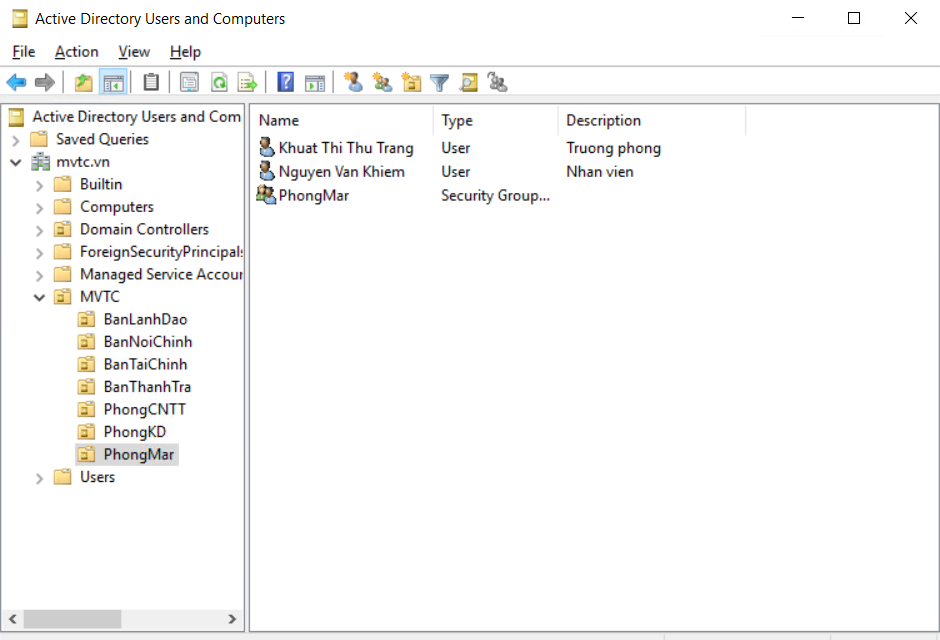 Active Directory Users and Computers
File Action View Help
Active Directory Users and Com
Saved Queries
mvtc.vn
Builtin
Computers
Domain Controllers
ForeignSecurityPrincipals
Managed Service Accour
MVTC
BanLanhDao
BanNoiChinh
BanTaiChinh
BanThanhTra
PhongCNTT
PhongKD
PhongMar
Users
Name Type Description
Khuat Thi Thu Trang User Truong phong
Nguyen Van Khiem User Nhan vien
PhongMar Security Group...